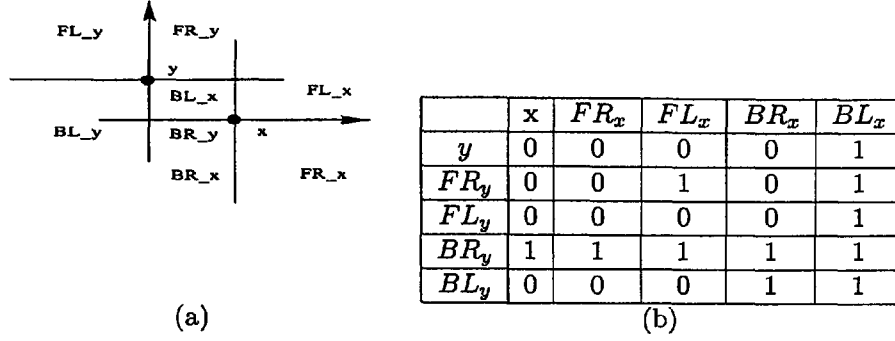 FL_y FR_y
y
BL_x FL_x
BL_y BR_y x
BR_x FR_x
(a)
x FR_x FL_x BR_x BL_x
y 0 0 0 0 1
FR_y 0 0 1 0 1
FL_y 0 0 0 0 1
BR_y 1 1 1 1 1
BL_y 0 0 0 1 1
(b)